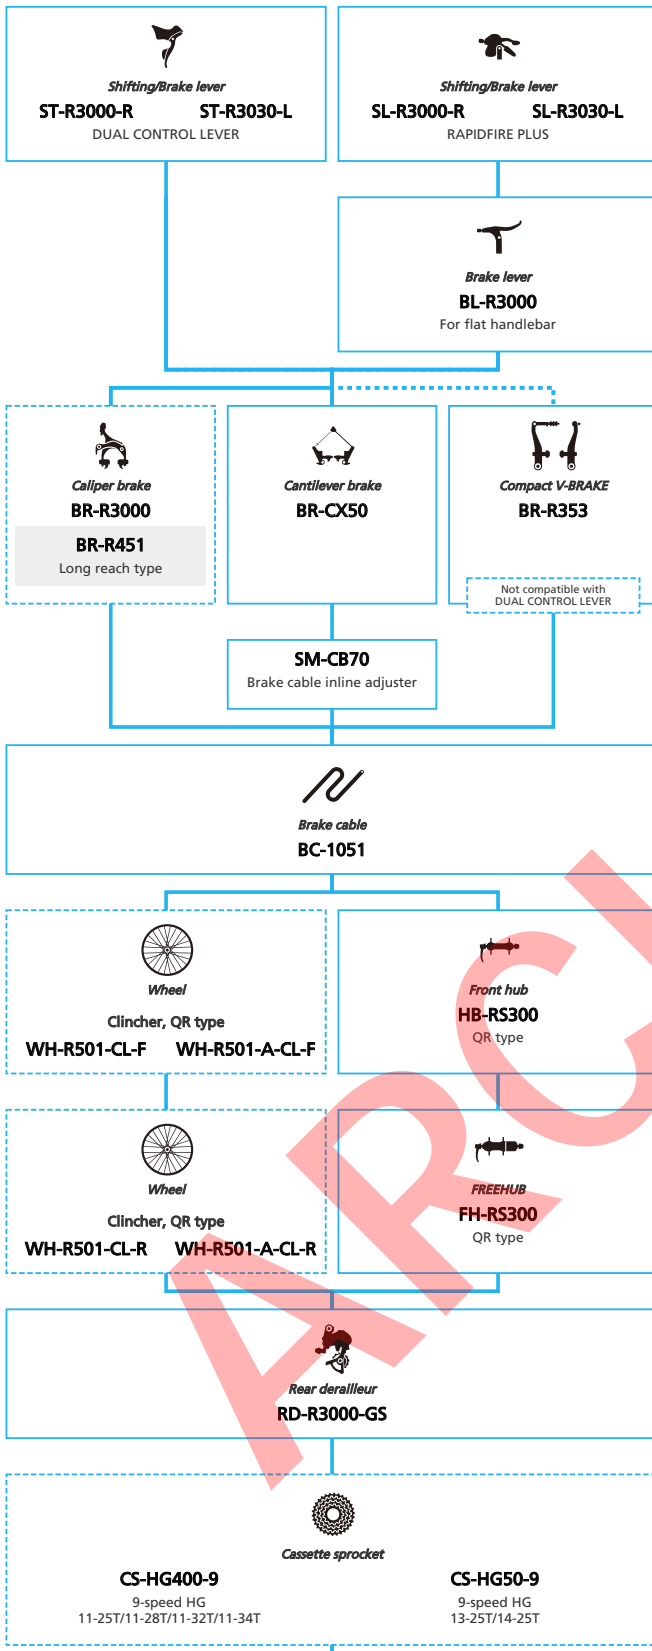 Shifting/Brake lever
ST-R3000-R ST-R3030-L
DUAL CONTROL LEVER
Shifting/Brake lever
SL-R3000-R SL-R3030-L
RAPIDFIRE PLUS
Brake lever
BL-R3000
For flat handlebar
Caliper brake
BR-R3000
BR-R451
Long reach type
Cantilever brake
BR-CX50
Compact V-BRAKE
BR-R353
Not compatible with
DUAL CONTROL LEVER
SM-CB70
Brake cable inline adjuster
Brake cable
BC-1051
Wheel
Clincher, QR type
WH-R501-CL-F WH-R501-A-CL-F
Front hub
HB-RS300
QR type
Wheel
Clincher, QR type
WH-R501-CL-R WH-R501-A-CL-R
FREEHUB
FH-RS300
QR type
Rear derailleur
RD-R3000-GS
Cassette sprocket
CS-HG400-9
9-speed HG
11-25T/11-28T/11-32T/11-34T
CS-HG50-9
9-speed HG
13-25T/14-25T